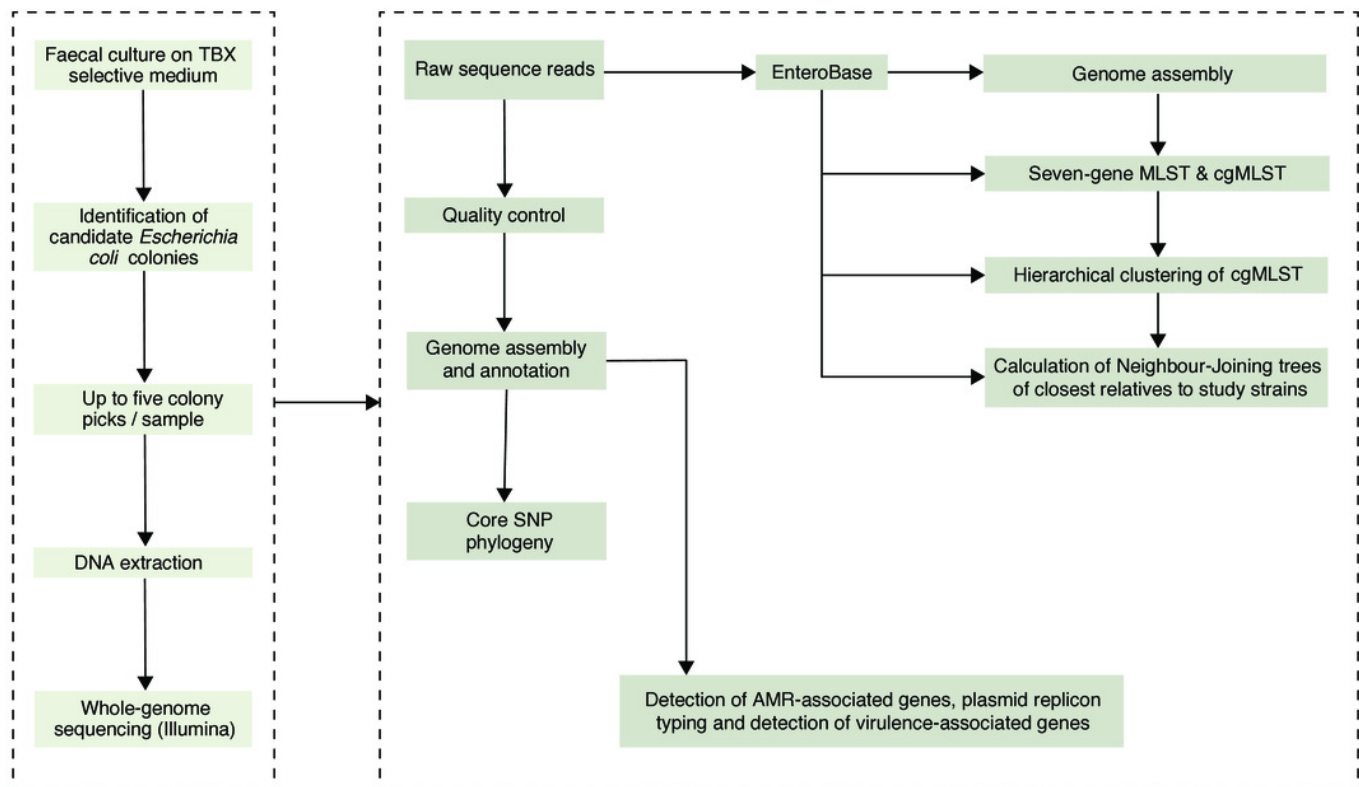 Faecal culture on TBX
selective medium
Identification of
candidate Escherichia
coli colonies
Up to five colony
picks / sample
DNA extraction
Whole-genome
sequencing (Illumina)
Raw sequence reads
Quality control
Genome assembly
and annotation
Core SNP
phylogeny
Detection of AMR-associated genes, plasmid replicon
typing and detection of virulence-associated genes
EnteroBase
Genome assembly
Seven-gene MLST & cgMLST
Hierarchical clustering of cgMLST
Calculation of Neighbour-Joining trees
of closest relatives to study strains